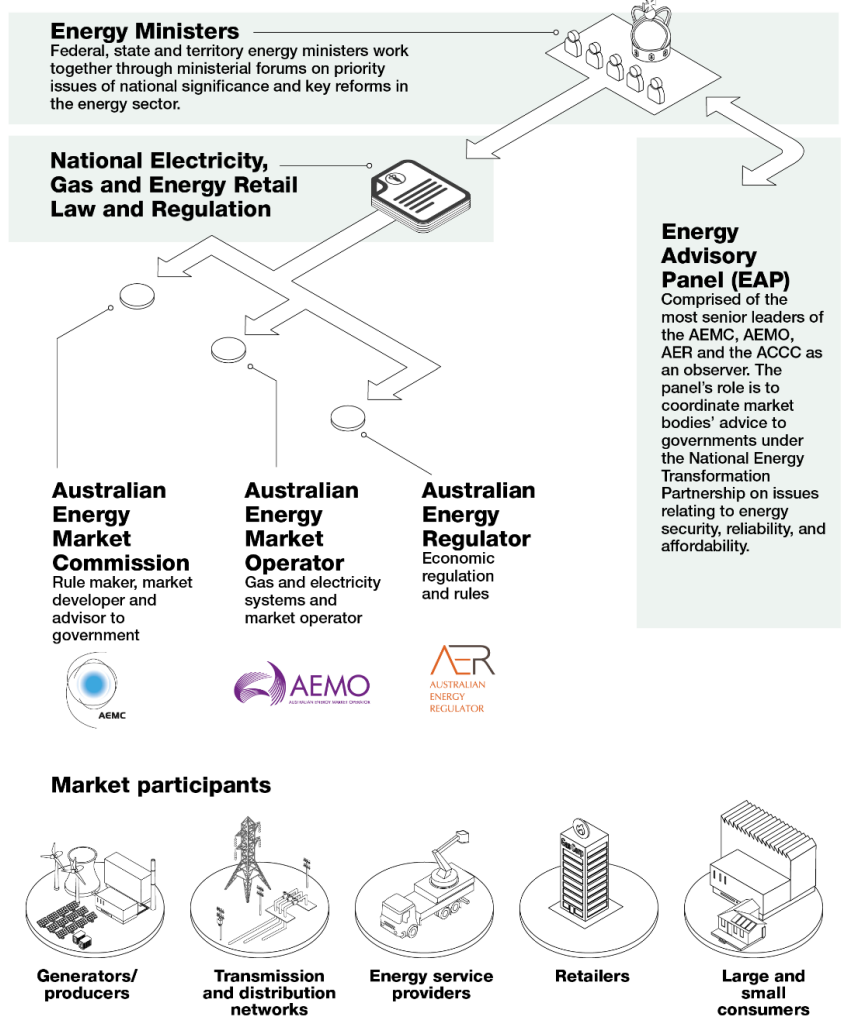 Energy Ministers
Federal, state and territory energy ministers work
together through ministerial forums on priority
issues of national significance and key reforms in
the energy sector.
National Electricity,
Gas and Energy Retail
Law and Regulation
Energy
Advisory
Panel (EAP)
Comprised of the
most senior leaders of
the AEMC, AEMO,
AER and the ACCC as
an observer. The
panel's role is to
coordinate market
bodies' advice to
governments under
the National Energy
Transformation
Partnership on issues
relating to energy
security, reliability, and
affordability.
Australian
Energy
Market
Commission
Rule maker, market
developer and
advisor to
government
AEMC
Australian
Energy
Market
Operator
Gas and electricity
systems and
market operator
AEMO
AUSTRALIAN ENERGY MARKET OPERATOR
Australian
Energy
Regulator
Economic
regulation
and rules
AER
AUSTRALIAN
ENERGY
REGULATOR
Market participants
Generators/
producers
Transmission
and distribution
networks
Energy service
providers
Retailers
Large and
small
consumers